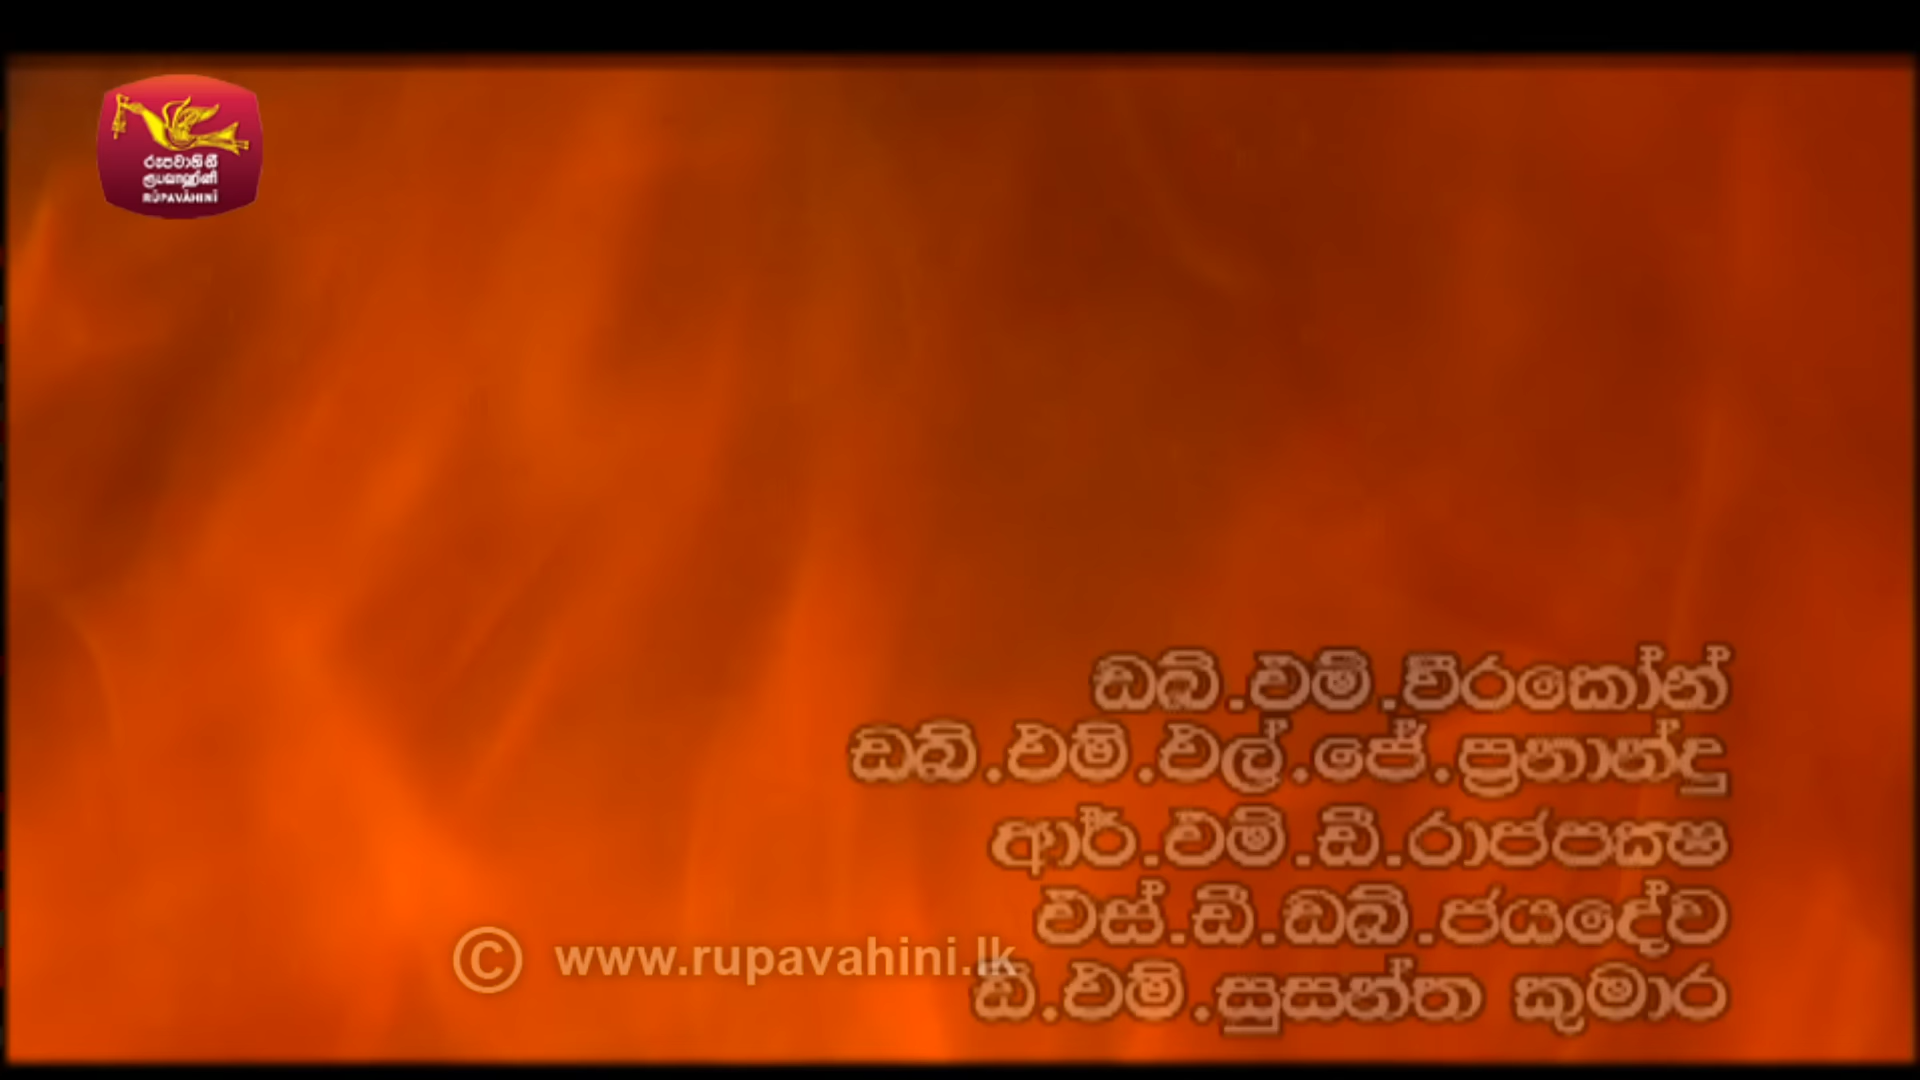 රූපවාහිනී
ரூபவாஹினி
RŪPAVĀHINĪ
ඩබ්.එම්.වීරකෝන්
ඩබ්.එම්.එල්.ජේ.ප්‍රනාන්දු
ආර්.එම්.ඩී.රාජපක්ෂ
එස්.ඩී.ඩබ්.ජයදේව
ඩී.එම්.සුසන්ත කුමාර
© www.rupavahini.lk